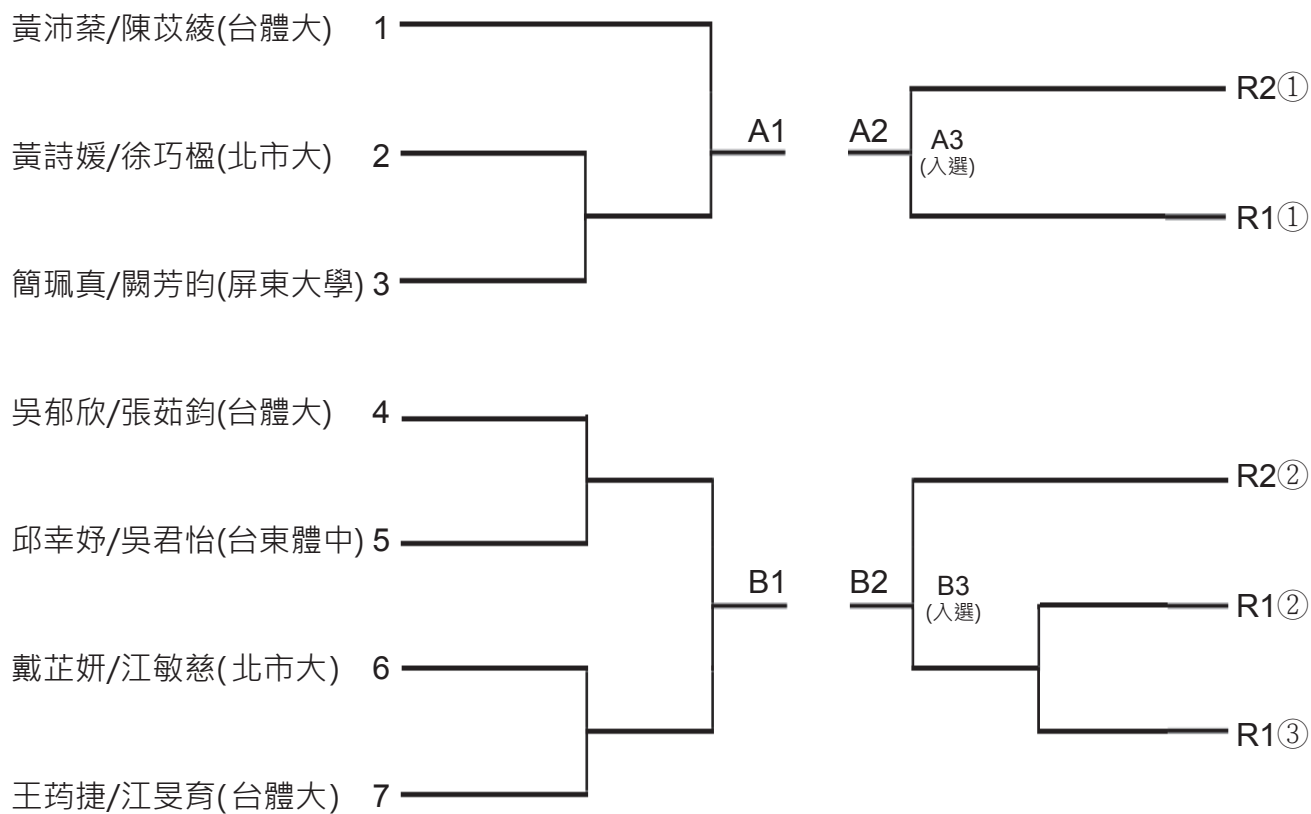 黃沛棻/陳苡綾(台體大) 1
R2①
A1 A2 A3
(入選)
黃詩媛/徐巧楹(北市大) 2
R1①
簡珮真/闕芳昀(屏東大學) 3
吳郁欣/張茹鈞(台體大) 4
R2②
邱幸妤/吳君怡(台東體中) 5
B1 B2 B3
(入選)
R1②
戴芷妍/江敏慈(北市大) 6
R1③
王荺捷/江旻育(台體大) 7